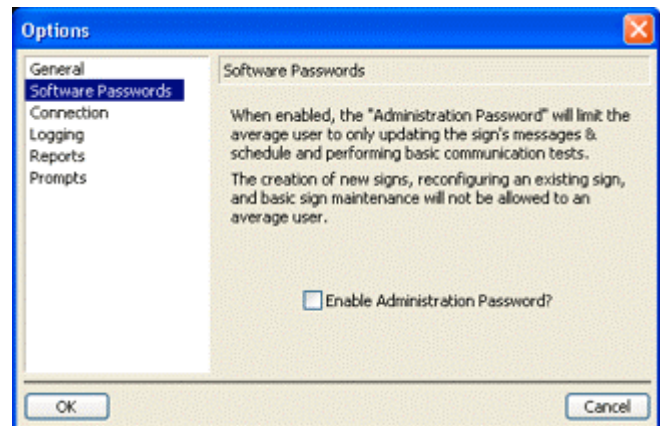 Options
General
Software Passwords
Connection
Logging
Reports
Prompts
Software Passwords
When enabled, the "Administration Password" will limit the
average user to only updating the sign's messages &
schedule and performing basic communication tests.
The creation of new signs, reconfiguring an existing sign,
and basic sign maintenance will not be allowed to an
average user.
Enable Administration Password?
OK
Cancel